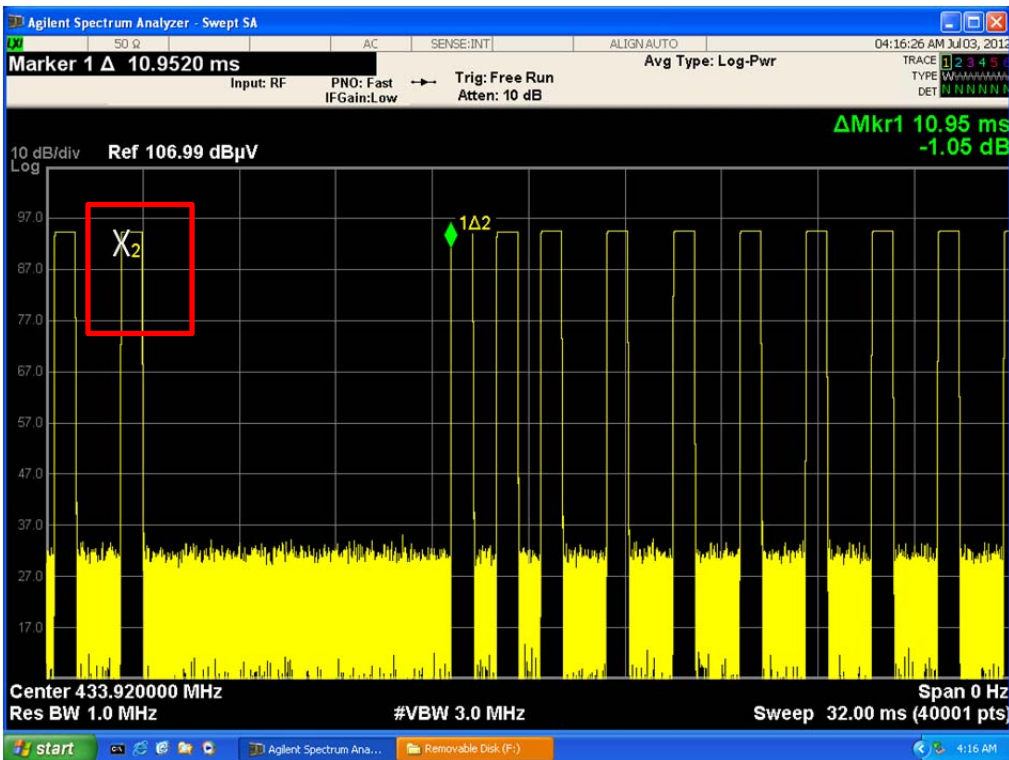 Agilent Spectrum Analyzer - Swept SA
LXI 50 Ω AC SENSE:INT ALIGN AUTO 04:16:26 AM Jul 03, 2012
Marker 1 Δ 10.9520 ms
Input: RF
PNO: Fast
IFGain:Low
Trig: Free Run
Atten: 10 dB
Avg Type: Log-Pwr
TRACE 1 2 3 4 5 6
TYPE
DET N N N N N N
ΔMkr1 10.95 ms
-1.05 dB
10 dB/div Ref 106.99 dBµV
Log
97.0
87.0
77.0
67.0
57.0
47.0
37.0
27.0
17.0
X2
1Δ2
Center 433.920000 MHz Span 0 Hz
Res BW 1.0 MHz #VBW 3.0 MHz Sweep 32.00 ms (40001 pts)
start Agilent Spectrum Ana... Removable Disk (F:) 4:16 AM